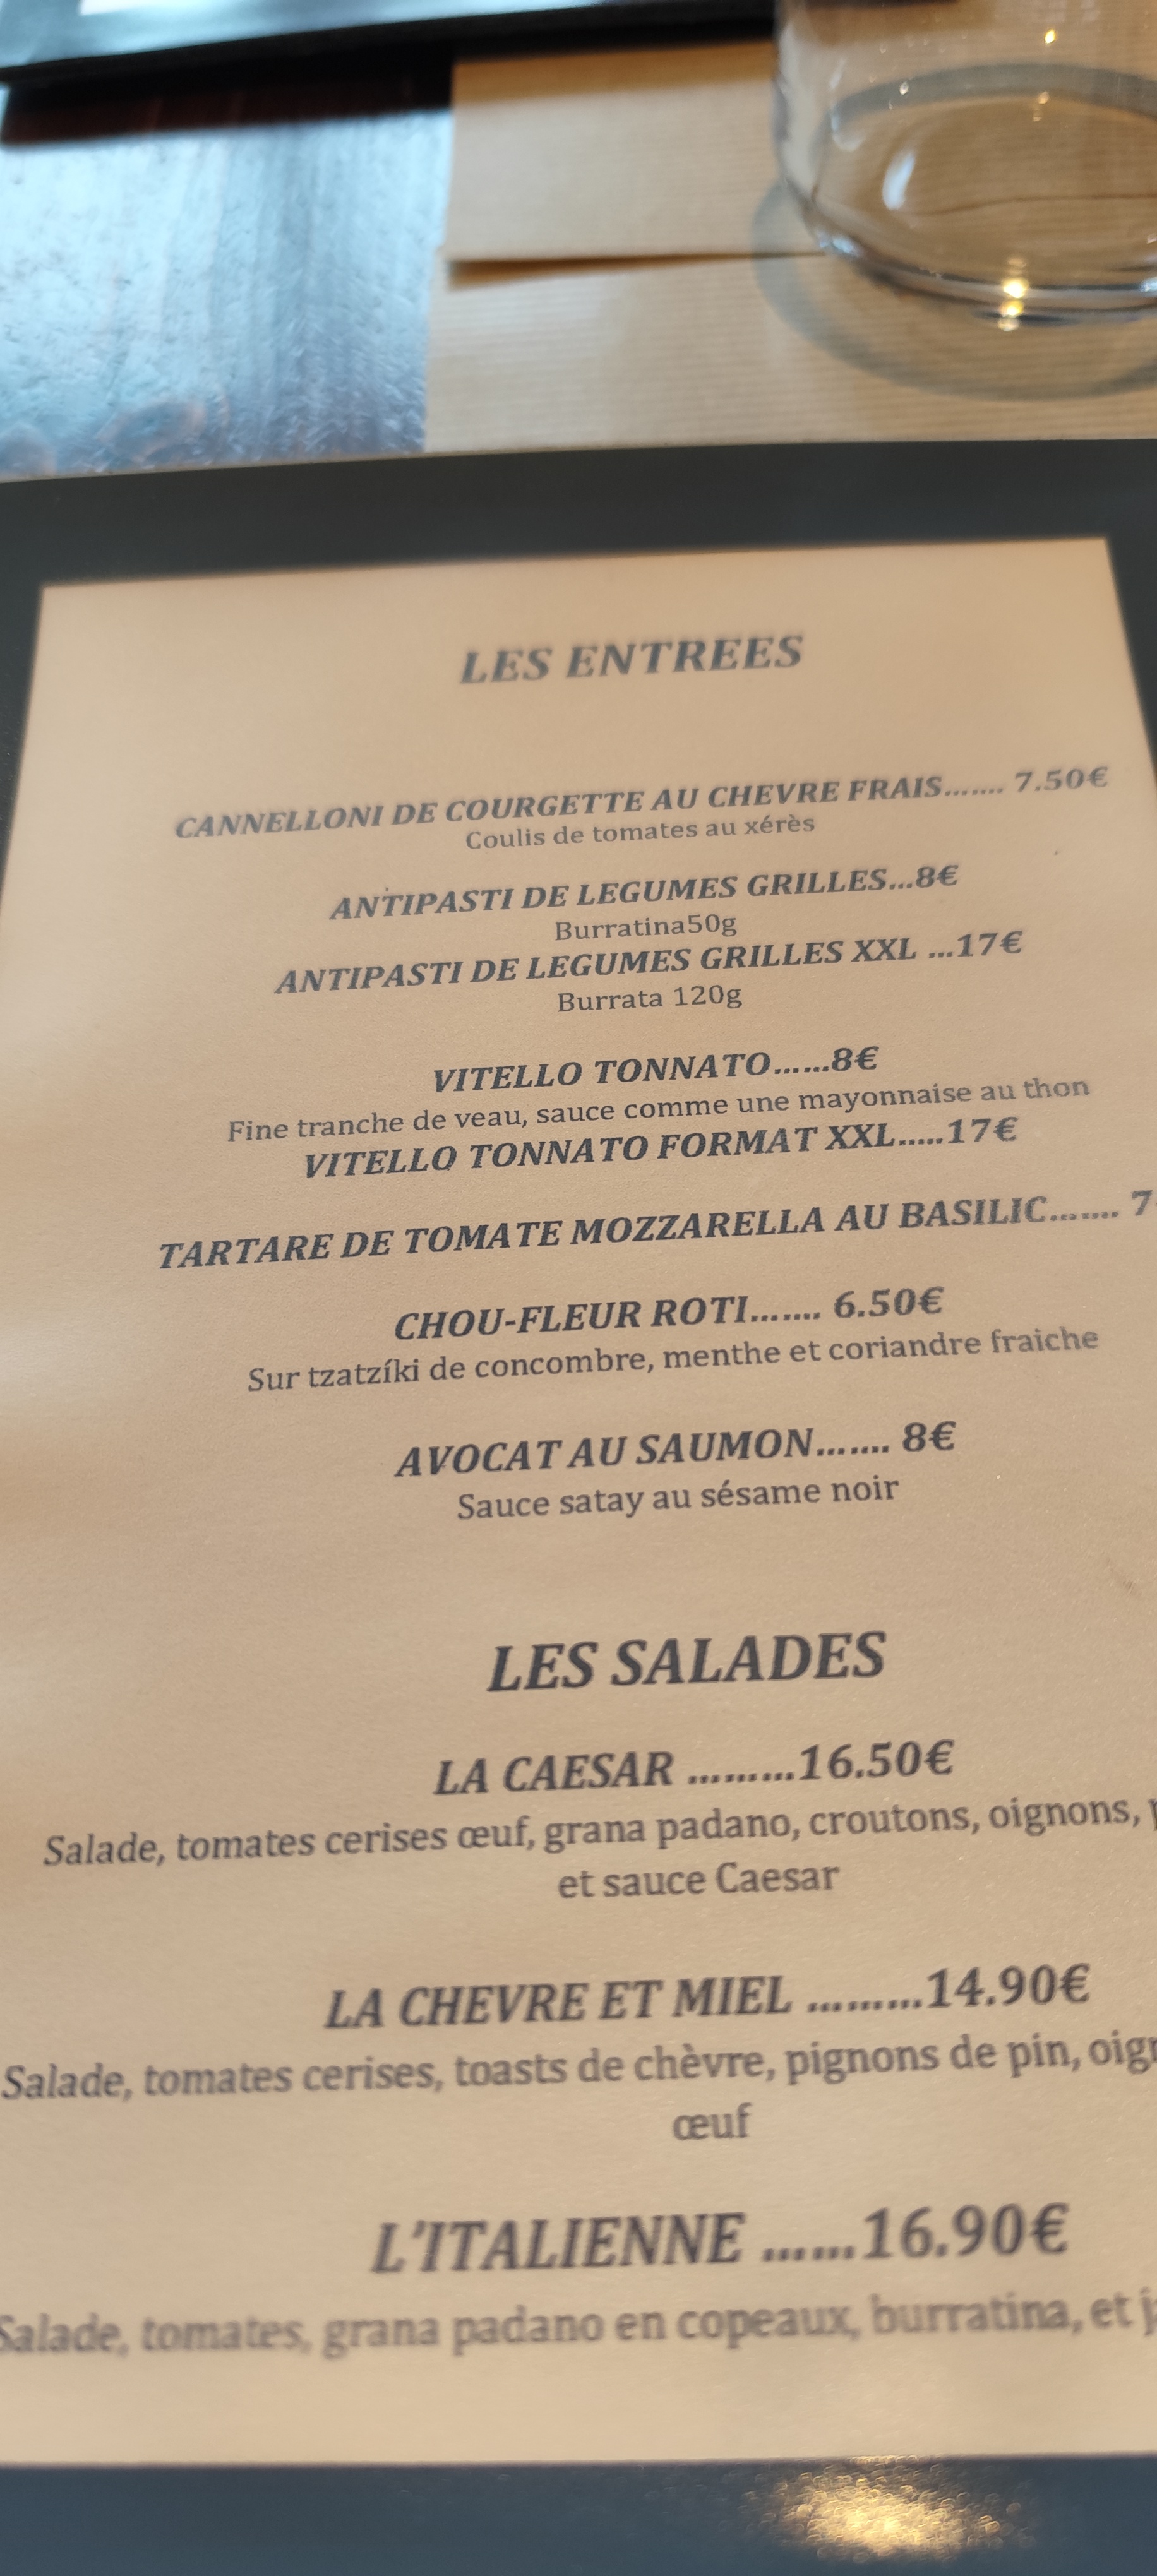 LES ENTREES
CANNELLONI DE COURGETTE AU CHEVRE FRAIS....... 7.50€
Coulis de tomates au xérès
ANTIPASTI DE LEGUMES GRILLES...8€
Burratina50g
ANTIPASTI DE LEGUMES GRILLES XXL ...17€
Burrata 120g
VITELLO TONNATO......8€
Fine tranche de veau, sauce comme une mayonnaise au thon
VITELLO TONNATO FORMAT XXL.....17€
TARTARE DE TOMATE MOZZARELLA AU BASILIC....... 7
CHOU-FLEUR ROTI....... 6.50€
Sur tzatzíki de concombre, menthe et coriandre fraiche
AVOCAT AU SAUMON....... 8€
Sauce satay au sésame noir
LES SALADES
LA CAESAR .........16.50€
Salade, tomates cerises œuf, grana padano, croutons, oignons,
et sauce Caesar
LA CHEVRE ET MIEL .........14.90€
Salade, tomates cerises, toasts de chèvre, pignons de pin,
œuf
L'ITALIENNE ......16.90€
Salade, tomates, grana padano en copeaux, burratina, et